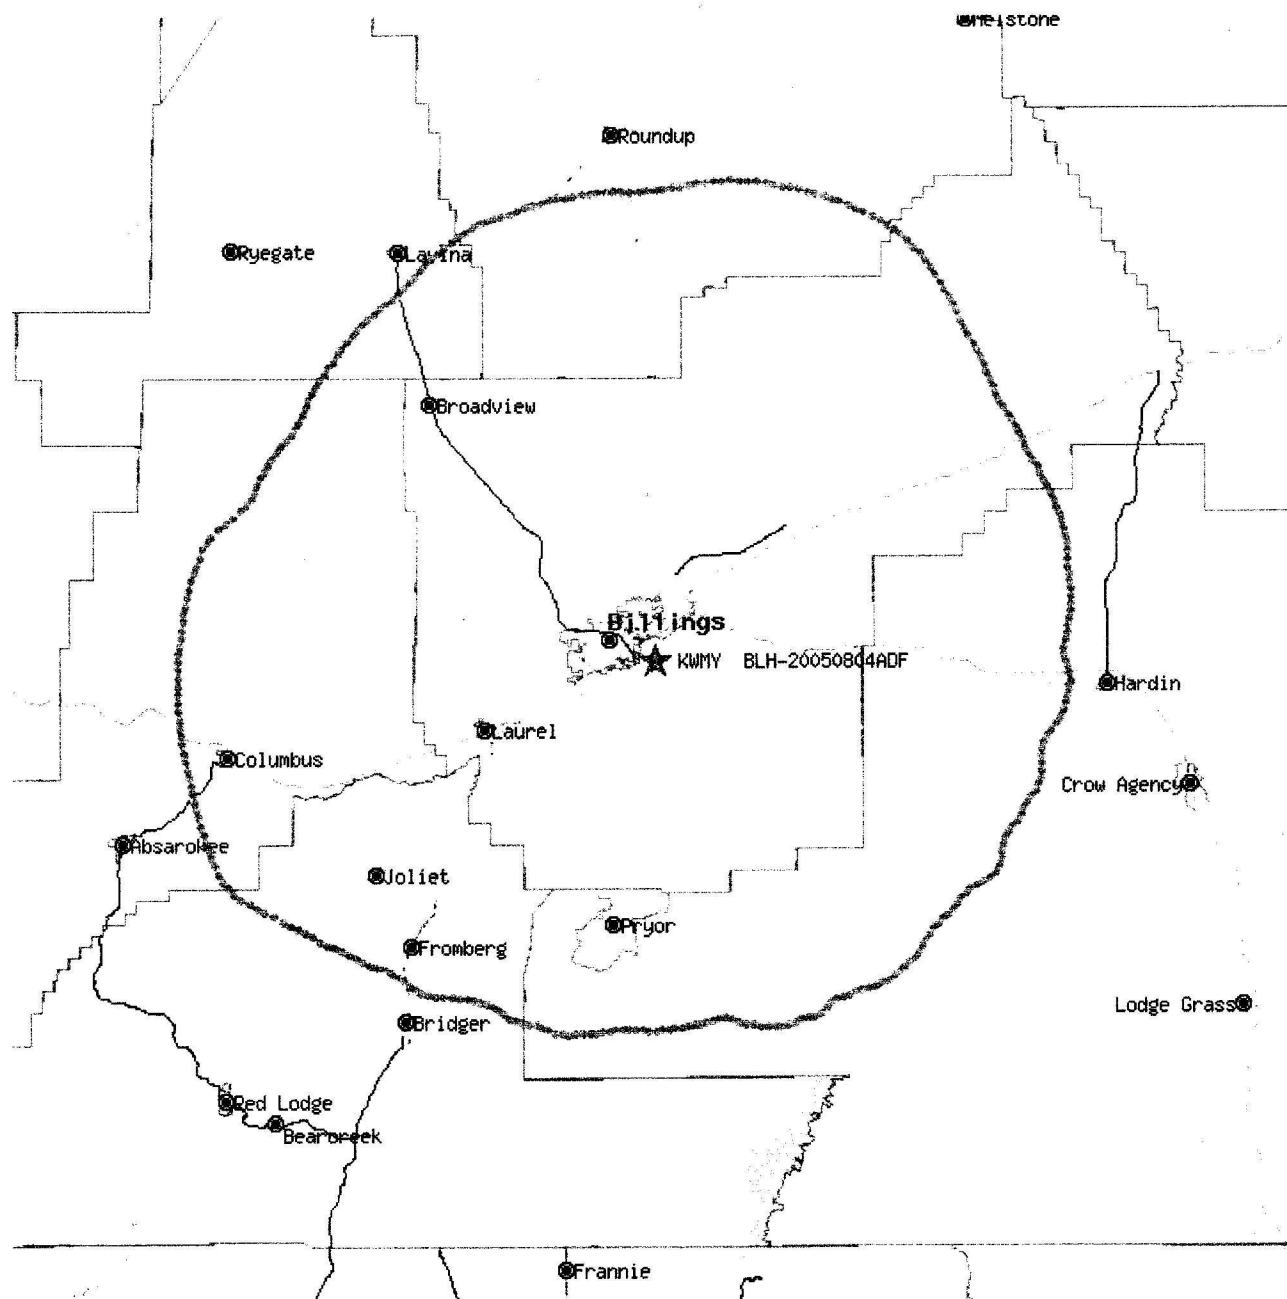 Melstone
Roundup
Ryegate
Lavina
Broadview
Billings
KWMY BLH-20050804ADF
Hardin
Laurel
Columbus
Crow Agency
Absarokee
Joliet
Pryor
Fromberg
Lodge Grass
Bridger
Red Lodge
Bearcreek
Frannie